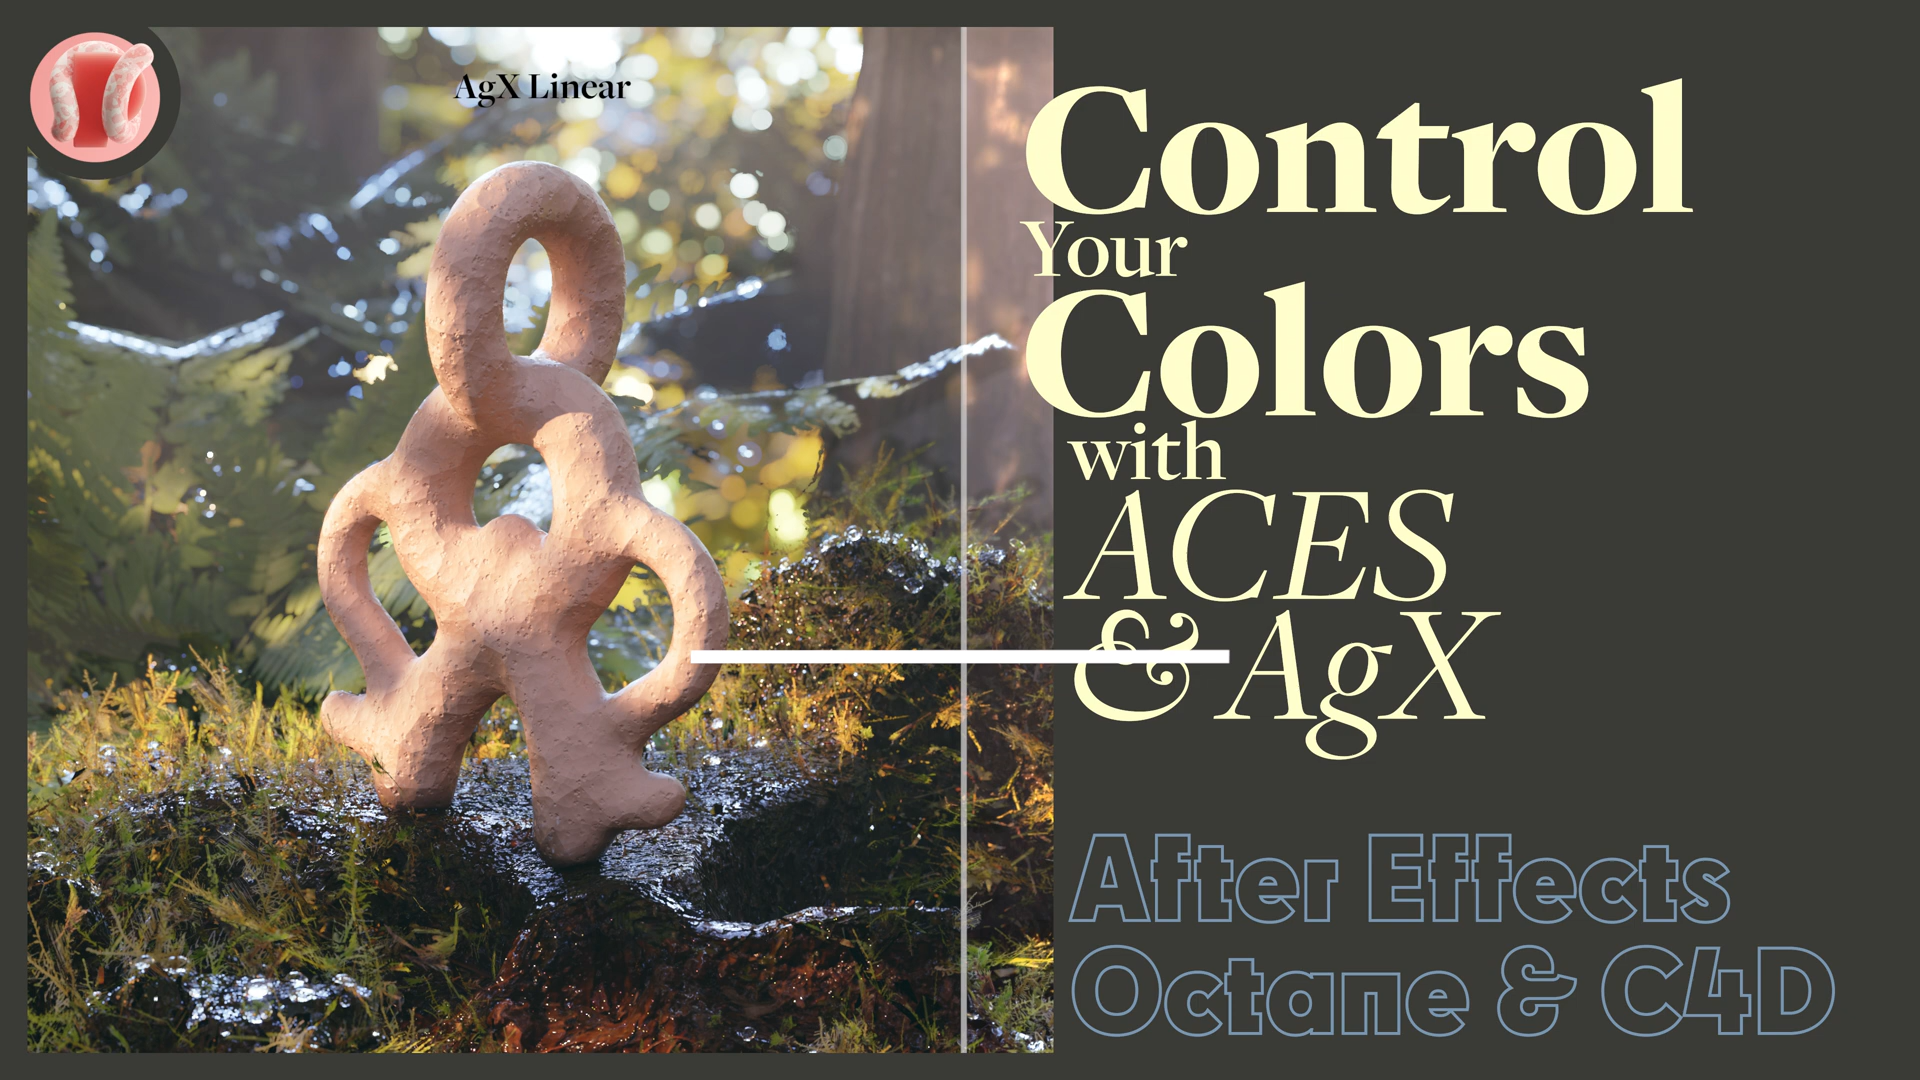 AgX Linear
Control
Your
Colors
with
ACES
& AgX
After Effects
Octane & C4D